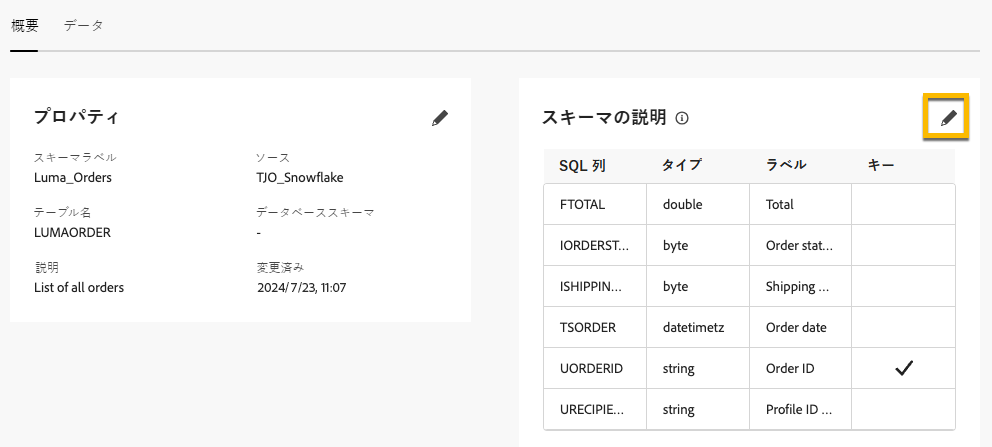 概要 データ
プロパティ
スキーマラベル ソース
Luma_Orders TJO_Snowflake
テーブル名 データベーススキーマ
LUMAORDER -
説明 変更済み
List of all orders 2024/7/23, 11:07
スキーマの説明
SQL 列 タイプ ラベル キー
FTOTAL double Total
IORDERST... byte Order stat...
ISHIPPIN... byte Shipping ...
TSORDER datetimetz Order date
UORDERID string Order ID
URECIPIE... string Profile ID ...